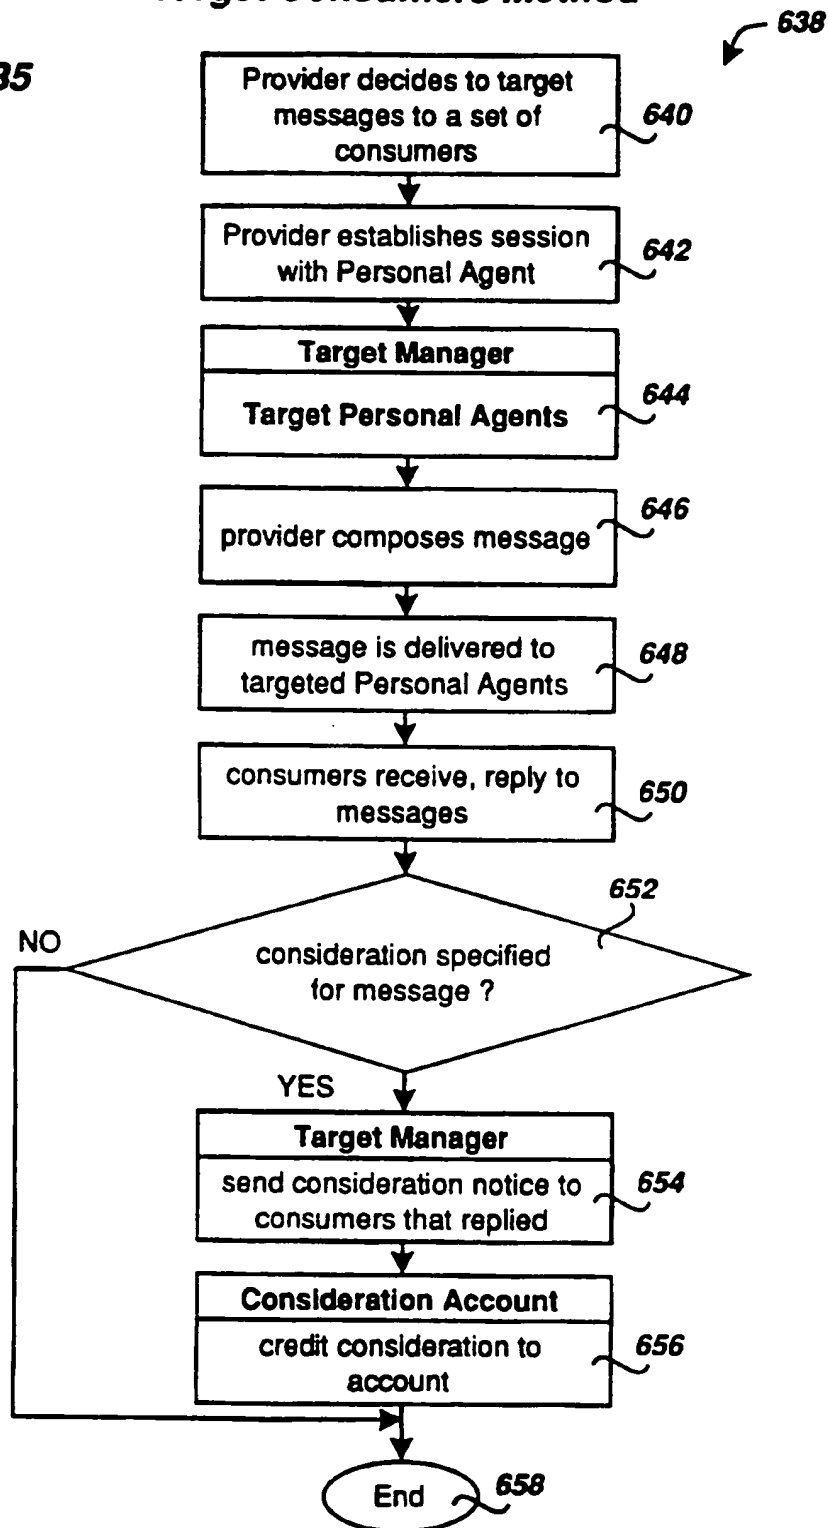 Target Consumers Method
638
35
Provider decides to target
messages to a set of
consumers
640
Provider establishes session
with Personal Agent
642
Target Manager
Target Personal Agents
644
provider composes message
646
message is delivered to
targeted Personal Agents
648
consumers receive, reply to
messages
650
652
NO
consideration specified
for message ?
YES
Target Manager
send consideration notice to
consumers that replied
654
Consideration Account
credit consideration to
account
656
End
658